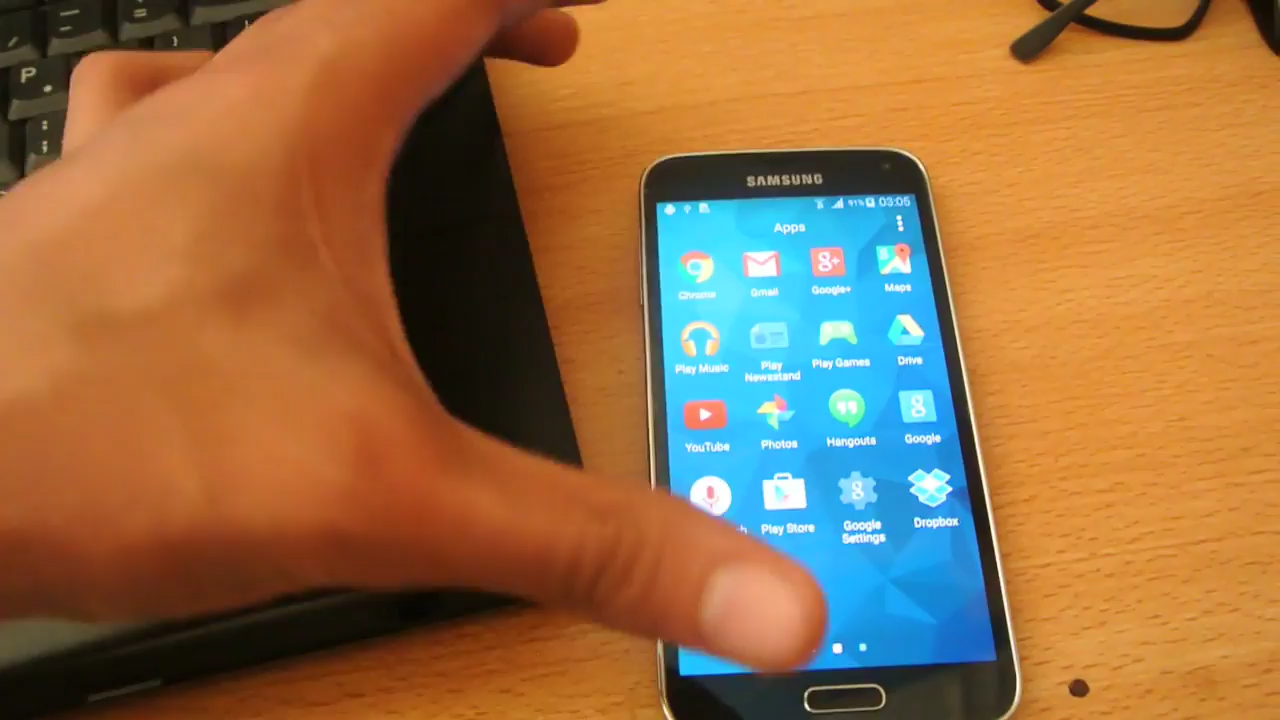 P
SAMSUNG
91% 03:05
Apps
Chrome Gmail Google+ Maps
Play Music Play Newsstand Play Games Drive
YouTube Photos Hangouts Google
Play Store Google Settings Dropbox